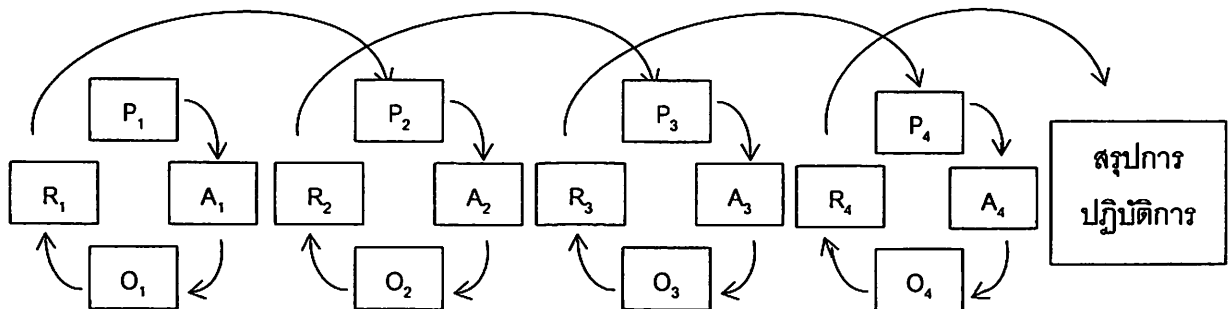 P₁
A₁
O₁
R₁
P₂
A₂
O₂
R₂
P₃
A₃
O₃
R₃
P₄
A₄
O₄
R₄
สรุปการ
ปฏิบัติการ